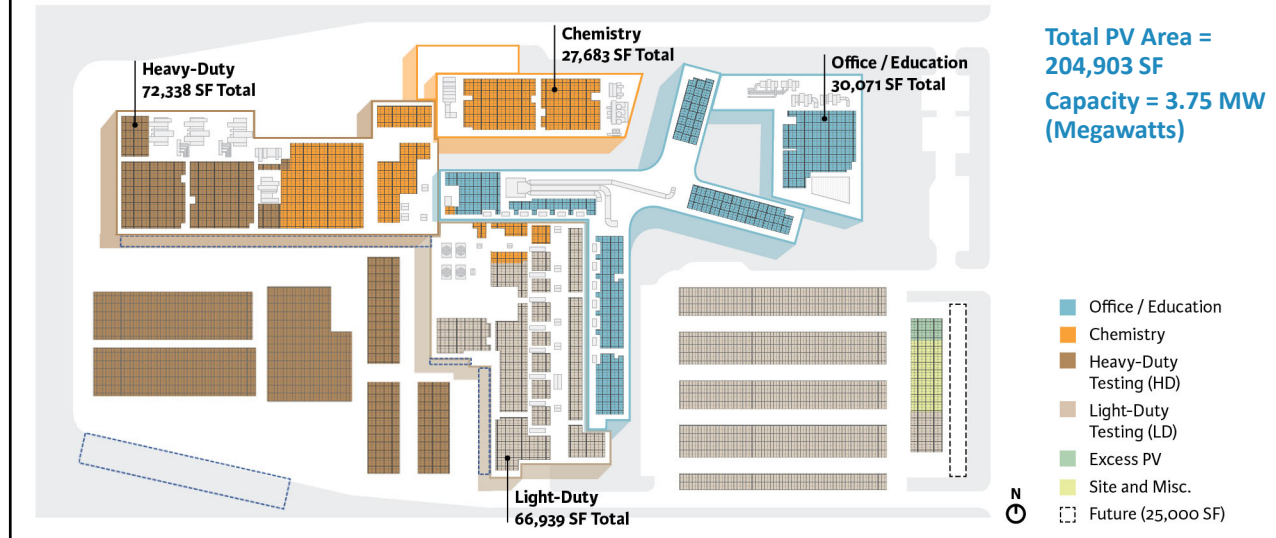 Heavy-Duty
72,338 SF Total
Chemistry
27,683 SF Total
Office / Education
30,071 SF Total
Total PV Area =
204,903 SF
Capacity = 3.75 MW
(Megawatts)
Light-Duty
66,939 SF Total
N
Office / Education
Chemistry
Heavy-Duty
Testing (HD)
Light-Duty
Testing (LD)
Excess PV
Site and Misc.
Future (25,000 SF)